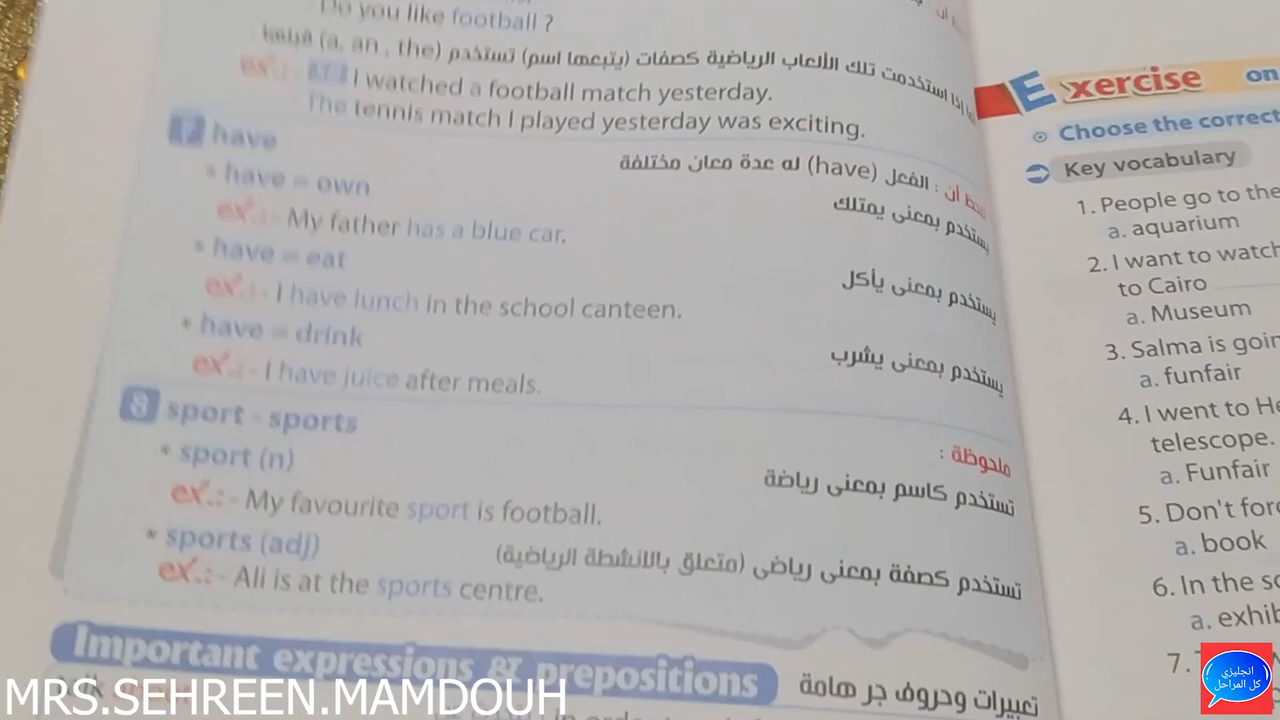 Do you like football ?
إذا استخدمت تلك الألعاب الرياضية كصفات (يتبعها اسم) تستخدم (a, an , the) قبلها :
ex.: - I watched a football match yesterday.
The tennis match I played yesterday was exciting.
7 have
لاحظ أن : الفعل (have) له عدة معان مختلفة
* have = own
يستخدم بمعنى يمتلك
ex.: - My father has a blue car.
* have = eat
يستخدم بمعنى يأكل
ex.: - I have lunch in the school canteen.
* have = drink
يستخدم بمعنى يشرب
ex.: - I have juice after meals.
8 sport - sports
ملحوظة :
* sport (n)
تستخدم كاسم بمعنى رياضة
ex.: - My favourite sport is football.
* sports (adj)
تستخدم كصفة بمعنى رياضى (متعلق بالانشطة الرياضية)
ex.: - Ali is at the sports centre.
Important expressions & prepositions
تعبيرات وحروف جر هامة
Exercise on
Choose the correct
Key vocabulary
1. People go to the
a. aquarium
2. I want to watch
to Cairo
a. Museum
3. Salma is goin
a. funfair
4. I went to He
telescope.
a. Funfair
5. Don't forg
a. book
6. In the sc
a. exhib
7.
MRS.SEHREEN.MAMDOUH
انجليزي
كل المراحل